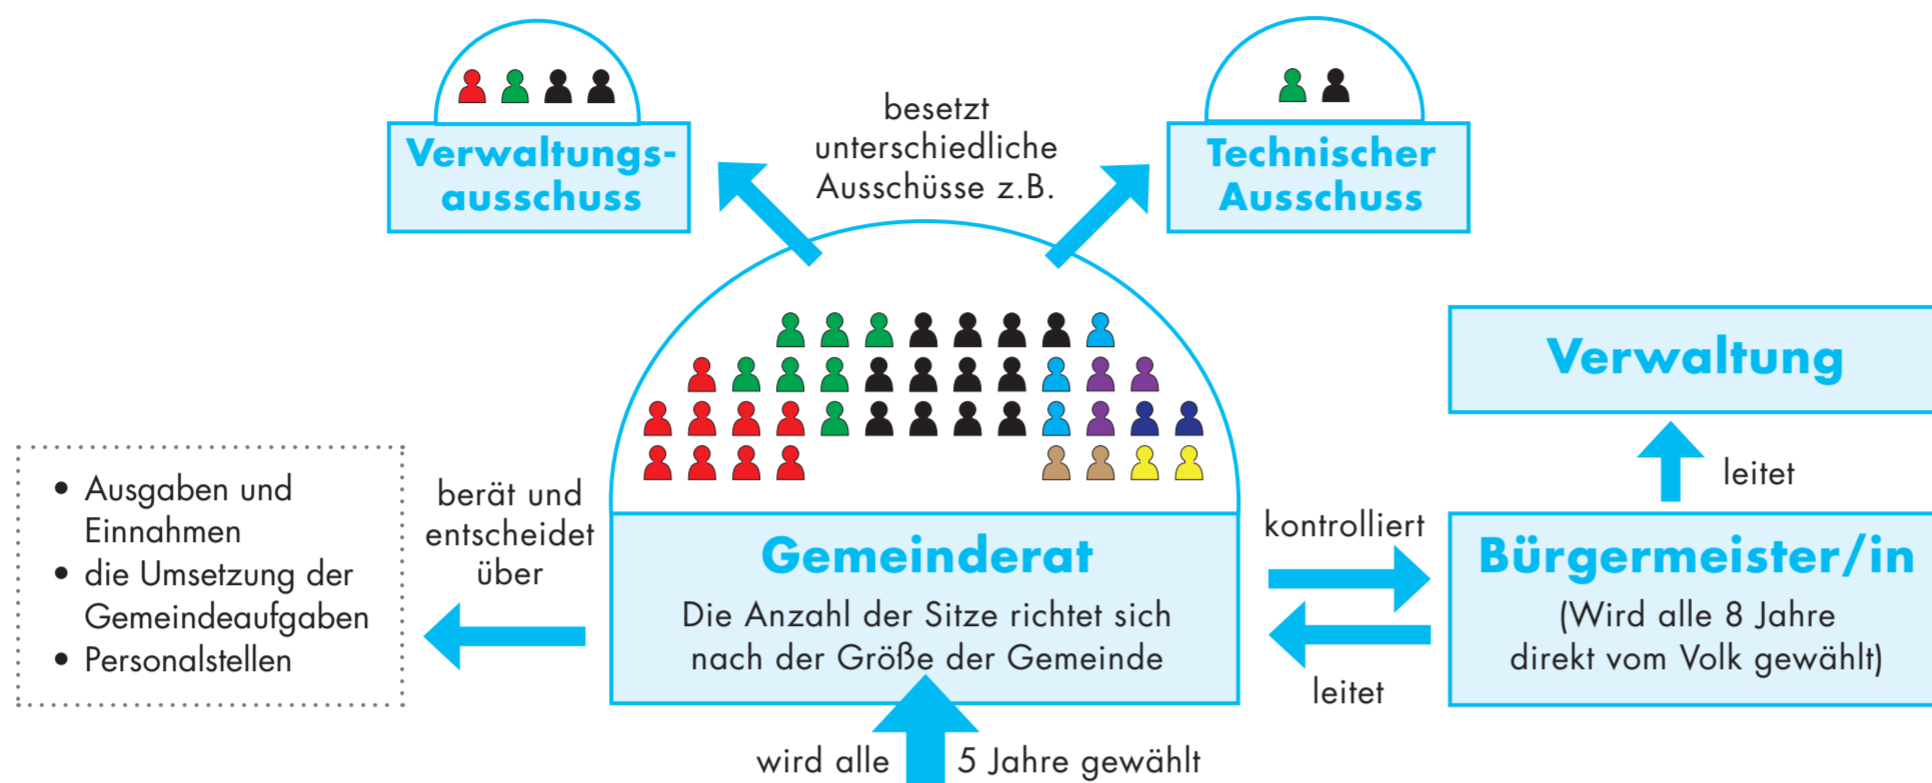 Verwaltungs-
ausschuss
besetzt
unterschiedliche
Ausschüsse z.B.
Technischer
Ausschuss
Verwaltung
leitet
• Ausgaben und
Einnahmen
• die Umsetzung der
Gemeindeaufgaben
• Personalstellen
berät und
entscheidet
über
Gemeinderat
Die Anzahl der Sitze richtet sich
nach der Größe der Gemeinde
kontrolliert
leitet
Bürgermeister/in
(Wird alle 8 Jahre
direkt vom Volk gewählt)
wird alle 5 Jahre gewählt